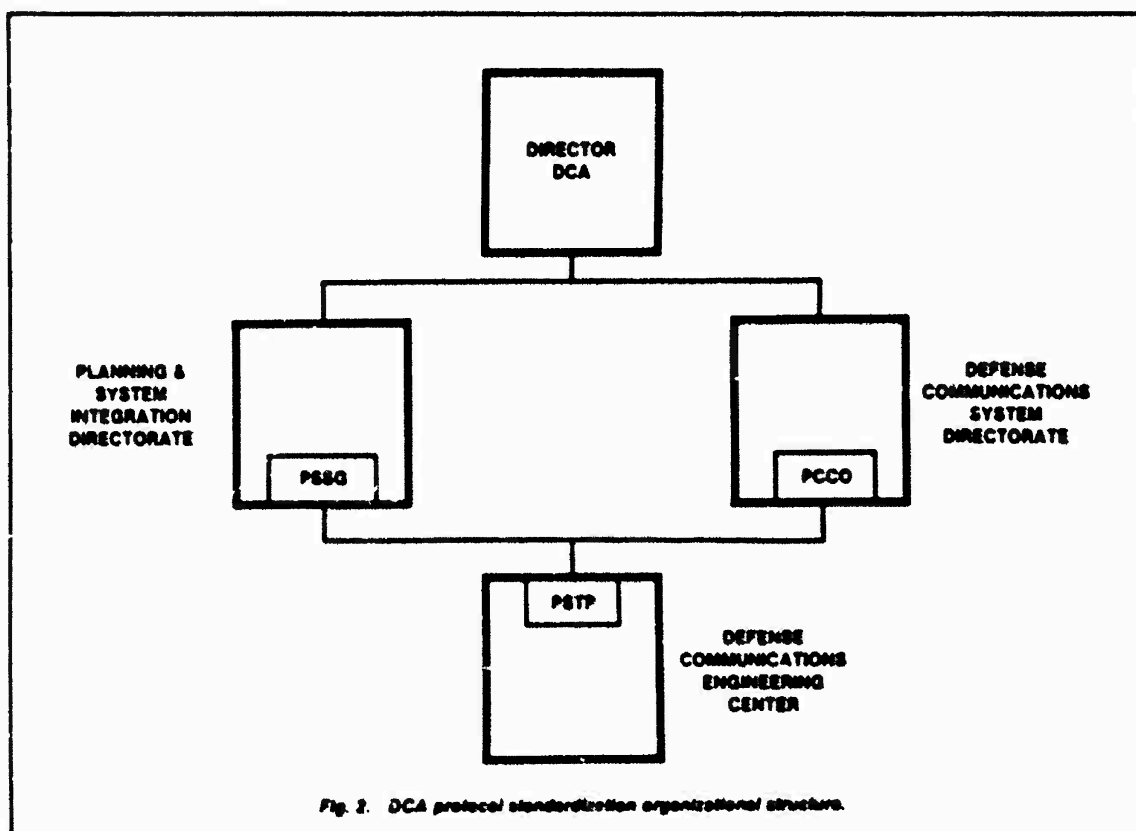 DIRECTOR
DCA
PLANNING &
SYSTEM
INTEGRATION
DIRECTORATE
PSSG
DEFENSE
COMMUNICATIONS
SYSTEM
DIRECTORATE
PCCO
PSTP
DEFENSE
COMMUNICATIONS
ENGINEERING
CENTER
Fig. 2. DCA protocol standardization organizational structure.